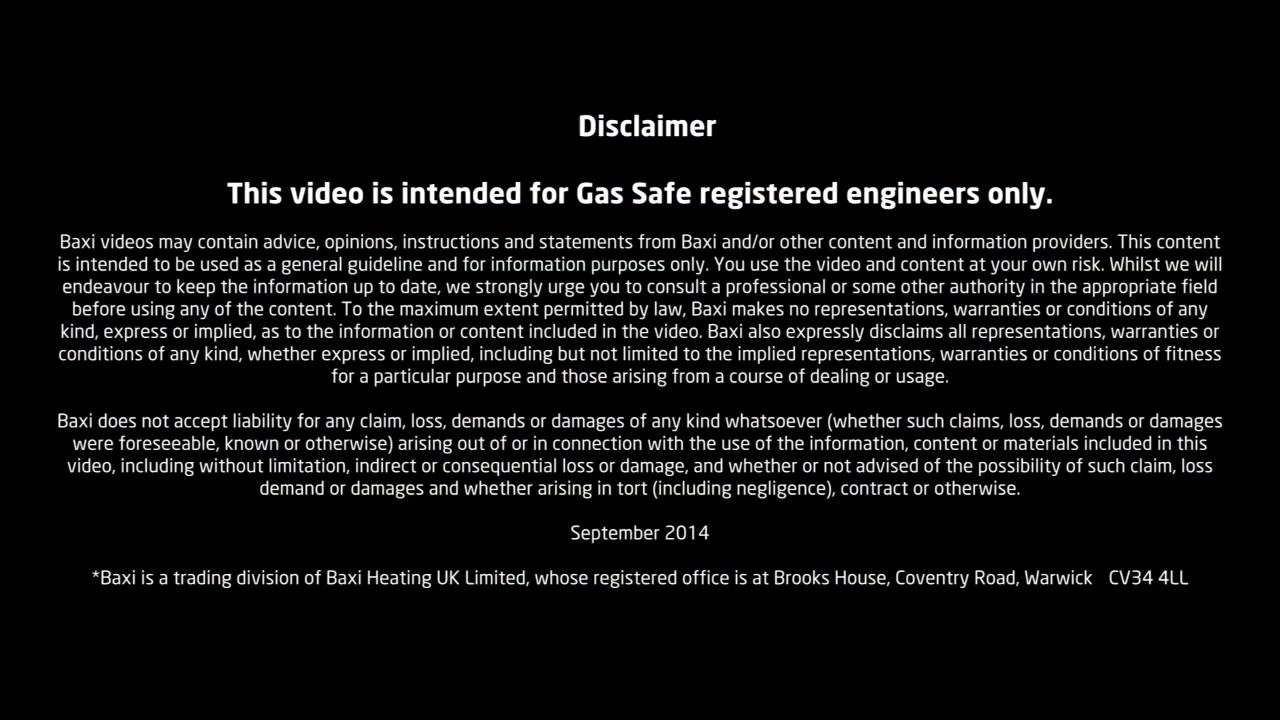 Disclaimer
This video is intended for Gas Safe registered engineers only.
Baxi videos may contain advice, opinions, instructions and statements from Baxi and/or other content and information providers. This content
is intended to be used as a general guideline and for information purposes only. You use the video and content at your own risk. Whilst we will
endeavour to keep the information up to date, we strongly urge you to consult a professional or some other authority in the appropriate field
before using any of the content. To the maximum extent permitted by law, Baxi makes no representations, warranties or conditions of any
kind, express or implied, as to the information or content included in the video. Baxi also expressly disclaims all representations, warranties or
conditions of any kind, whether express or implied, including but not limited to the implied representations, warranties or conditions of fitness
for a particular purpose and those arising from a course of dealing or usage.
Baxi does not accept liability for any claim, loss, demands or damages of any kind whatsoever (whether such claims, loss, demands or damages
were foreseeable, known or otherwise) arising out of or in connection with the use of the information, content or materials included in this
video, including without limitation, indirect or consequential loss or damage, and whether or not advised of the possibility of such claim, loss
demand or damages and whether arising in tort (including negligence), contract or otherwise.
September 2014
*Baxi is a trading division of Baxi Heating UK Limited, whose registered office is at Brooks House, Coventry Road, Warwick CV34 4LL